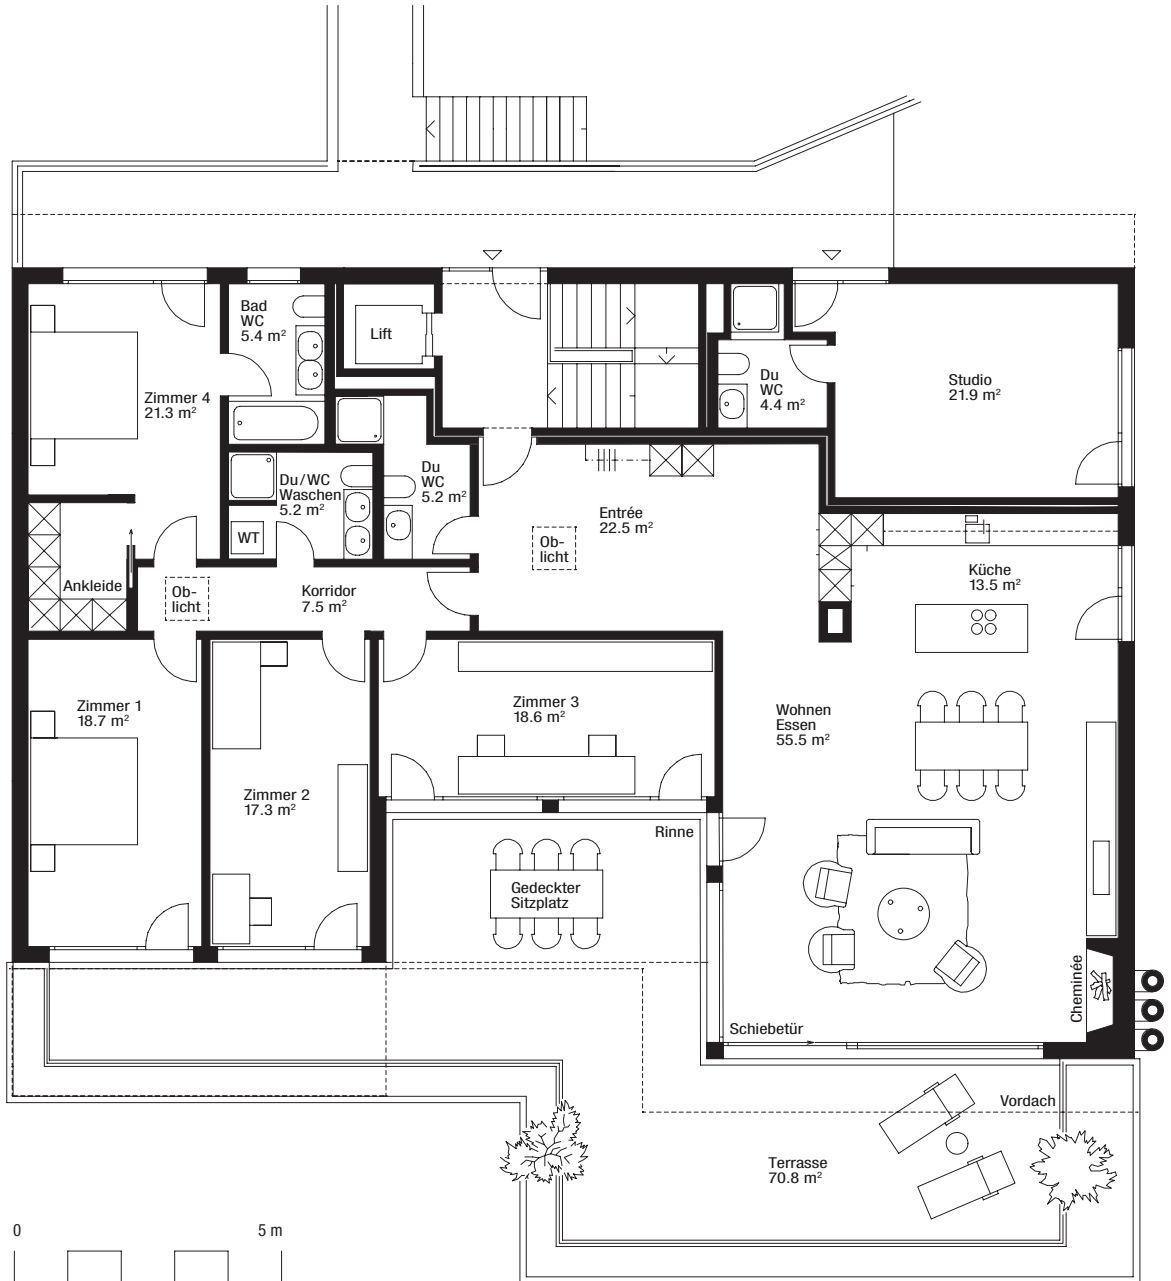 Bad
WC
5.4 m²
Lift
Zimmer 4
21.3 m²
Du
WC
4.4 m²
Studio
21.9 m²
Du/WC
Waschen
5.2 m²
Du
WC
5.2 m²
WT
Entrée
22.5 m²
Ob-
licht
Küche
13.5 m²
Ankleide
Ob-
licht
Korridor
7.5 m²
Zimmer 1
18.7 m²
Zimmer 3
18.6 m²
Wohnen
Essen
55.5 m²
Zimmer 2
17.3 m²
Rinne
Gedeckter
Sitzplatz
Cheminée
Schiebetür
Vordach
Terrasse
70.8 m²
0 5 m